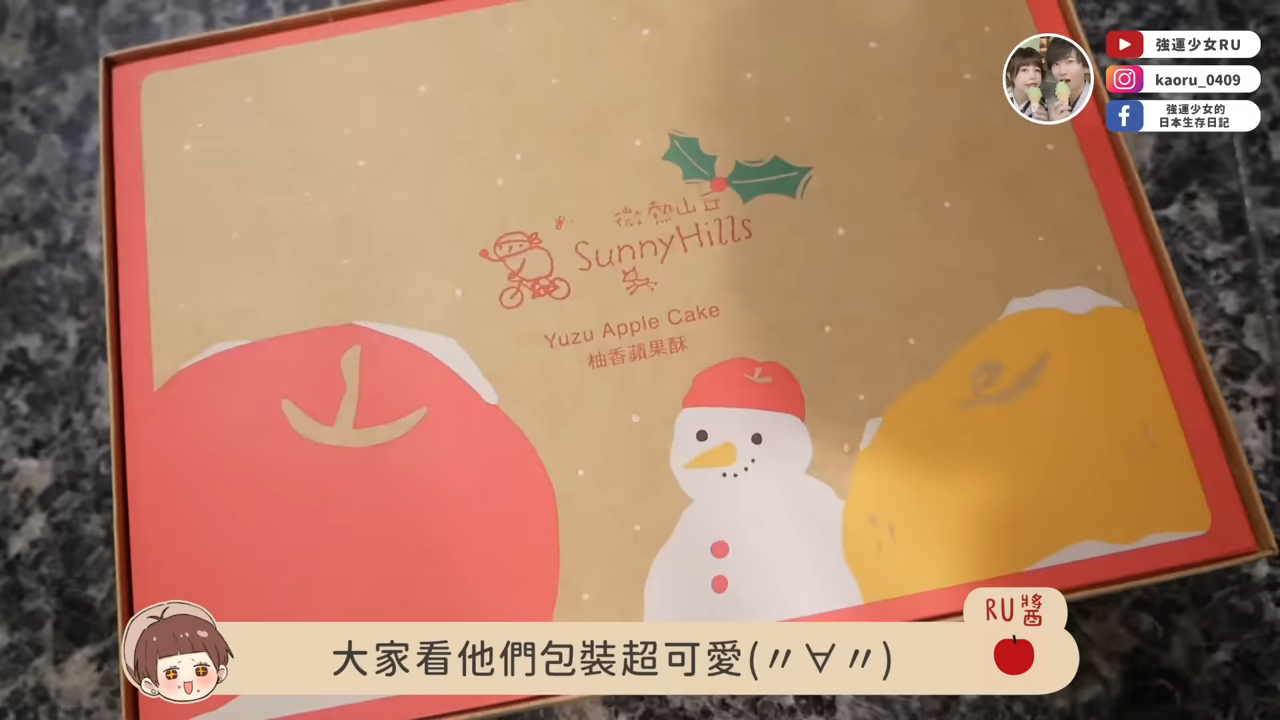 強運少女RU
kaoru_0409
強運少女的
日本生存日記
微熱山丘
SunnyHills
Yuzu Apple Cake
柚香蘋果酥
RU醬
大家看他們包裝超可愛(〃∀〃)